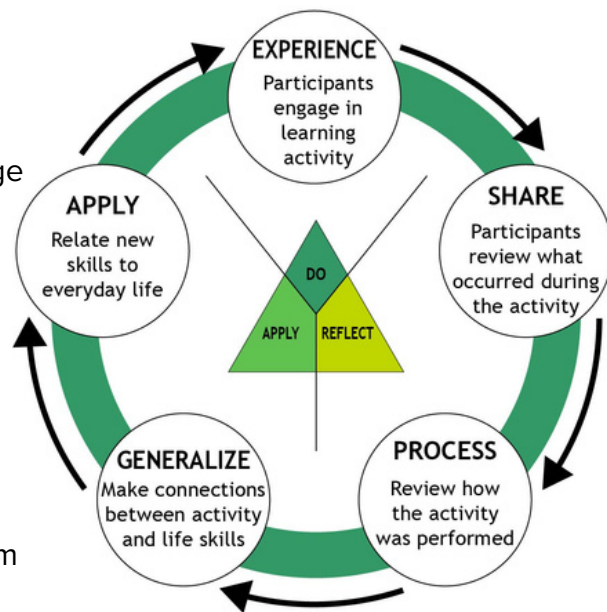 EXPERIENCE
Participants
engage in
learning
activity
ge
SHARE
Participants
review what
occurred during
the activity
APPLY
Relate new
skills to
everyday life
DO
APPLY
REFLECT
PROCESS
Review how
the activity
was performed
GENERALIZE
Make connections
between activity
and life skills
m